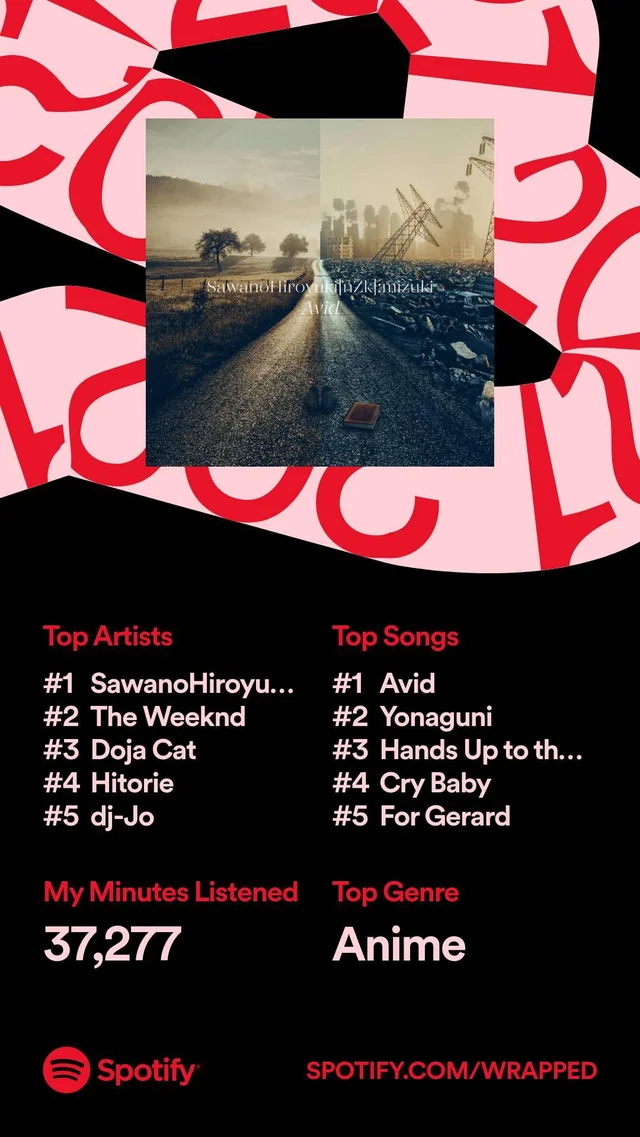 SawanoHiroyuki[nZk]:mizuki
Avid
Top Artists
#1 SawanoHiroyu...
#2 The Weeknd
#3 Doja Cat
#4 Hitorie
#5 dj-Jo
Top Songs
#1 Avid
#2 Yonaguni
#3 Hands Up to th...
#4 Cry Baby
#5 For Gerard
My Minutes Listened
37,277
Top Genre
Anime
Spotify
SPOTIFY.COM/WRAPPED